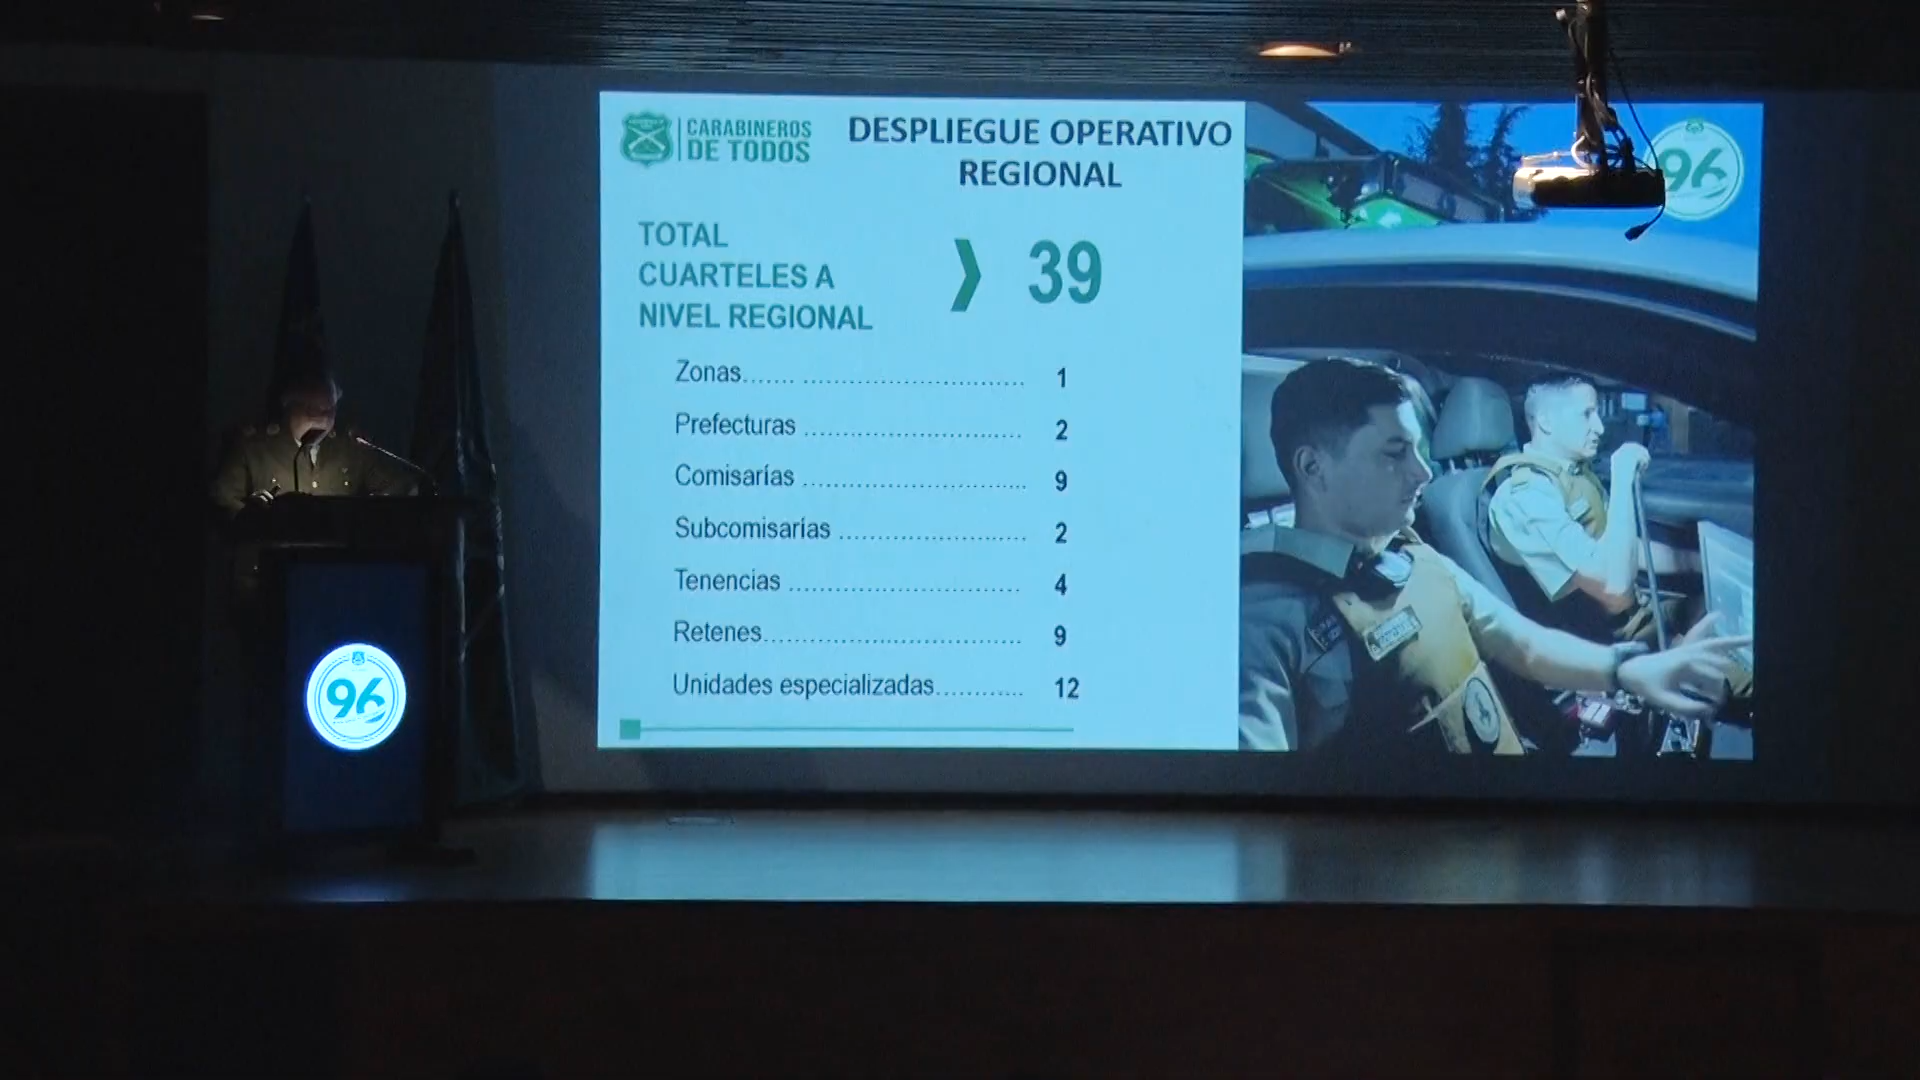 CARABINEROS
DE TODOS
DESPLIEGUE OPERATIVO
REGIONAL
96
TOTAL
CUARTELES A
NIVEL REGIONAL
39
Zonas....... ................................ 1
Prefecturas ................................ 2
Comisarías ................................ 9
Subcomisarías ........................... 2
Tenencias ................................. 4
Retenes..................................... 9
Unidades especializadas............ 12
96